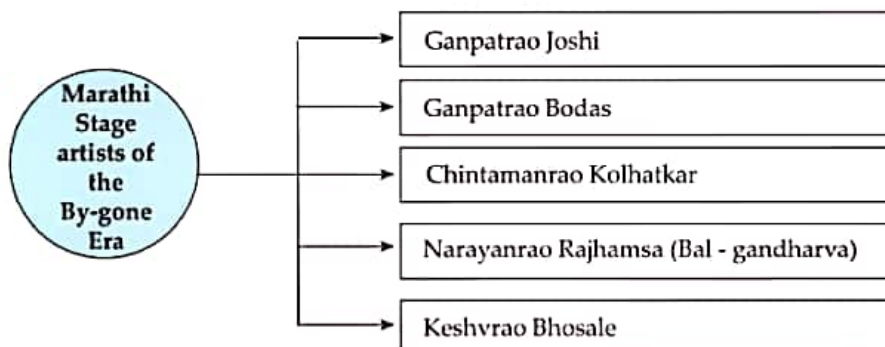 Marathi
Stage
artists of
the
By-gone
Era
Ganpatrao Joshi
Ganpatrao Bodas
Chintamanrao Kolhatkar
Narayanrao Rajhamsa (Bal - gandharva)
Keshvrao Bhosale